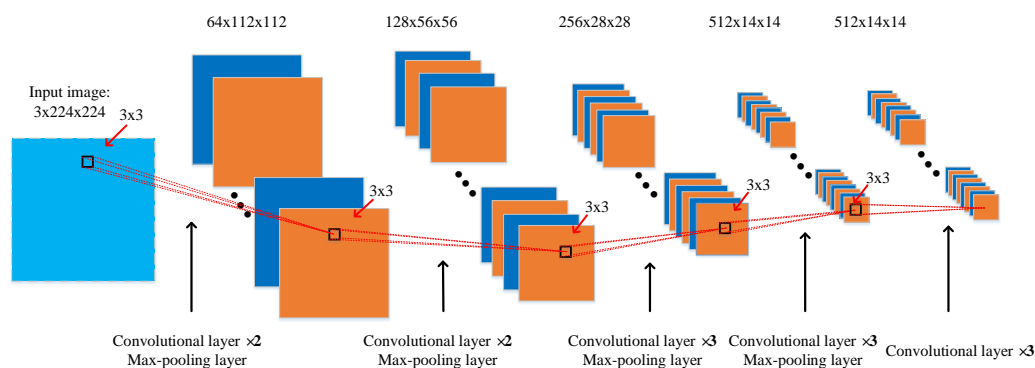 64x112x112
128x56x56
256x28x28
512x14x14
512x14x14
Input image:
3x224x224
3x3
3x3
3x3
3x3
3x3
Convolutional layer ×2
Max-pooling layer
Convolutional layer ×2
Max-pooling layer
Convolutional layer ×3
Max-pooling layer
Convolutional layer ×3
Max-pooling layer
Convolutional layer ×3